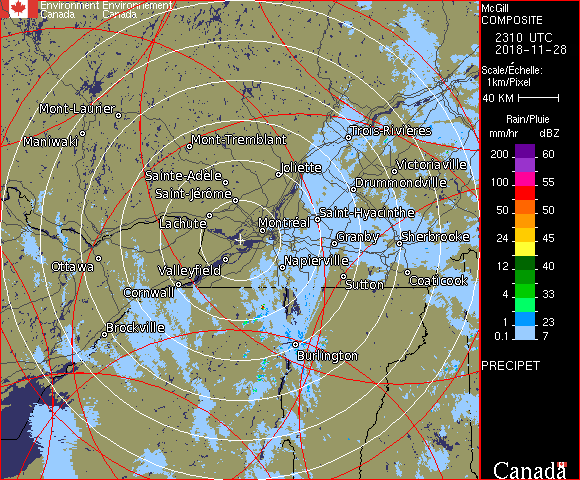 Environment Environnement
Canada Canada
McGill
COMPOSITE
2310 UTC
2018-11-28
Scale/Échelle:
1km/Pixel
40 KM
Rain/Pluie
mm/hr dBZ
200 60
100 55
50 50
24 45
12 40
4 33
1 23
0.1 7
PRECIPET
Canada
Mont-Laurier
Maniwaki
Mont-Tremblant
Trois-Rivières
Joliette
Victoriaville
Sainte-Adèle
Drummondville
Saint-Jérôme
Lachute
Saint-Hyacinthe
Montréal
Granby
Sherbrooke
Ottawa
Valleyfield
Napierville
Cornwall
Sutton
Coaticook
Brockville
Burlington